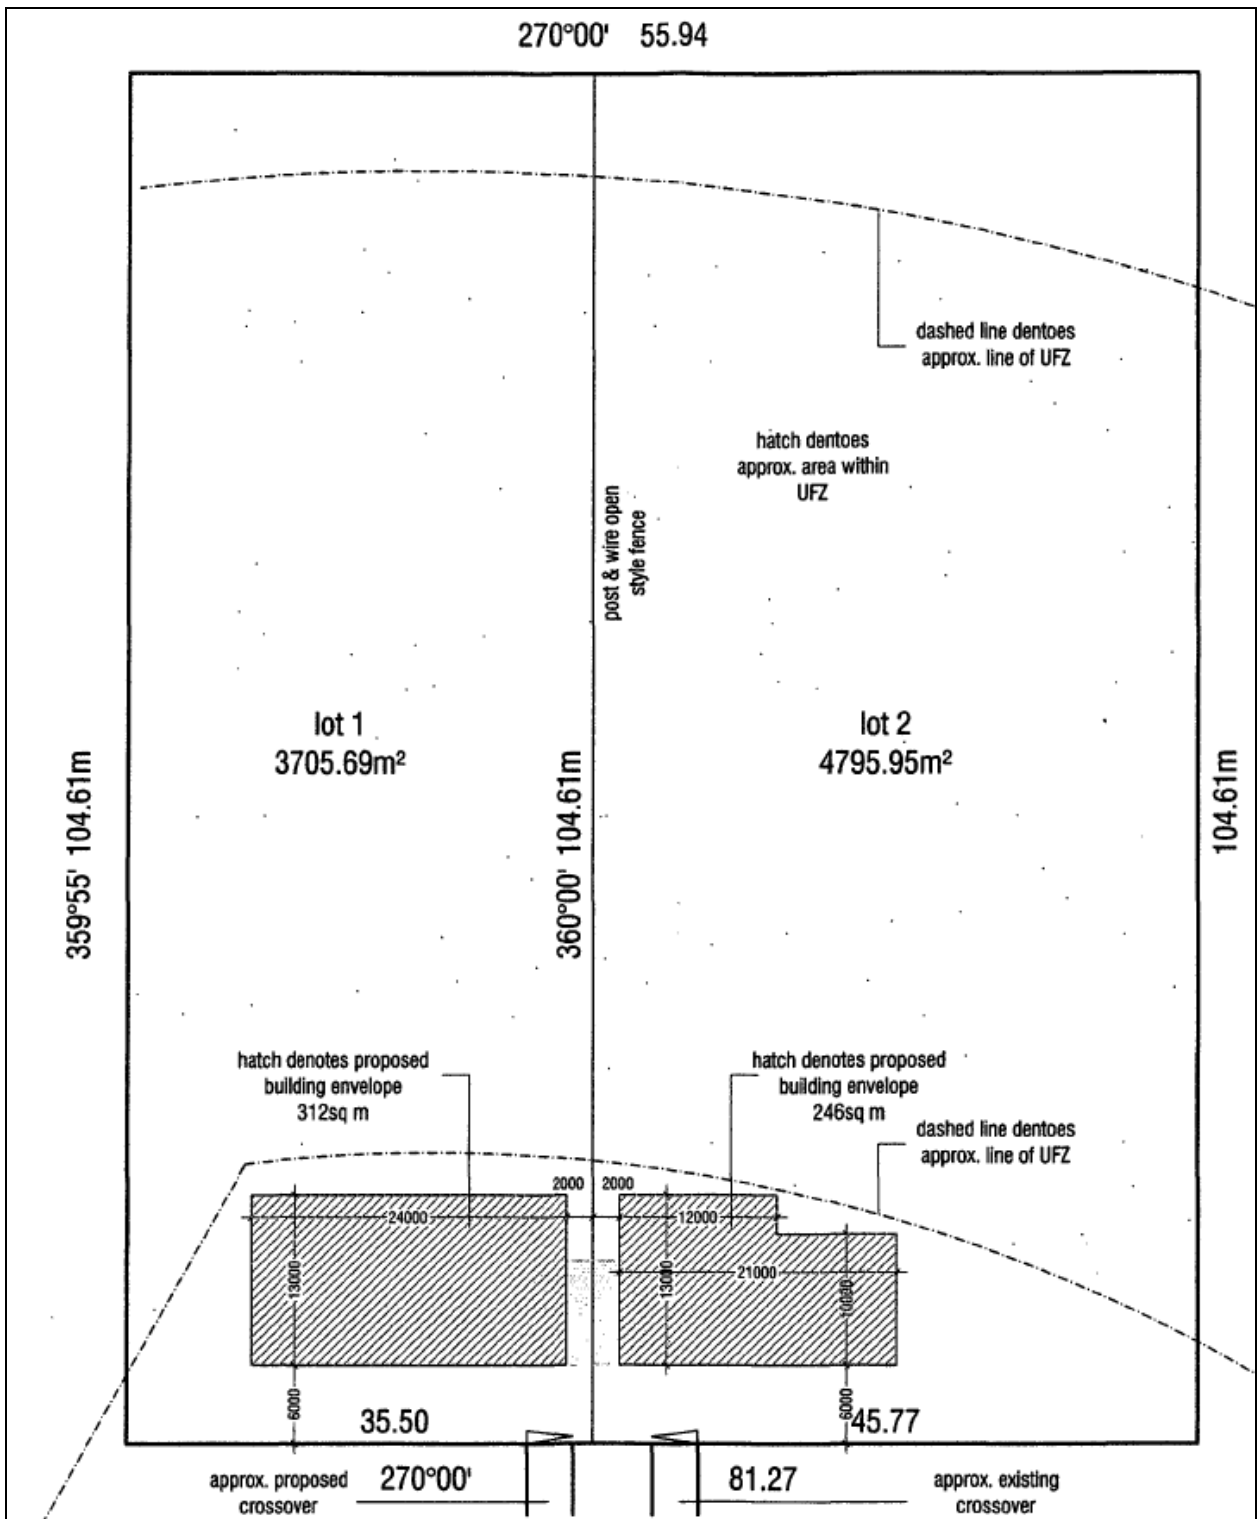 270°00' 55.94
dashed line dentoes
approx. line of UFZ
hatch dentoes
approx. area within
UFZ
post & wire open
style fence
lot 1
3705.69m²
lot 2
4795.95m²
359°55' 104.61m
360°00' 104.61m
104.61m
hatch denotes proposed
building envelope
312sq m
hatch denotes proposed
building envelope
246sq m
dashed line dentoes
approx. line of UFZ
2000 2000
24000
12000
13000
13000
21000
10000
6000
6000
35.50
45.77
approx. proposed
crossover
270°00'
81.27
approx. existing
crossover